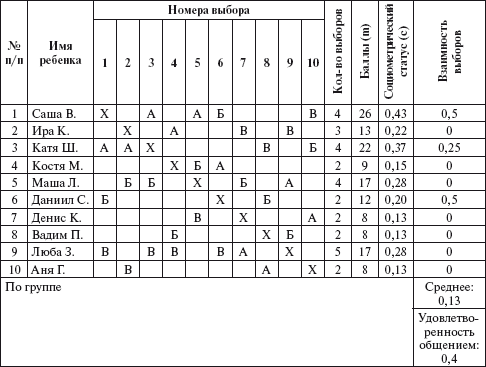 № п/п
Имя ребенка
Номера выбора
1 2 3 4 5 6 7 8 9 10
Кол-во выборов
Баллы (m)
Социометрический статус (с)
Взаимность выборов
1 Саша В. Х А А Б В 4 26 0,43 0,5
2 Ира К. Х А В В 3 13 0,22 0
3 Катя Ш. А А Х В Б 4 22 0,37 0,25
4 Костя М. Х Б А 2 9 0,15 0
5 Маша Л. Б Б Х Б А 4 17 0,28 0
6 Даниил С. Б Х Б 2 12 0,20 0,5
7 Денис К. В Х А 2 8 0,13 0
8 Вадим П. Б Х Б 2 8 0,13 0
9 Люба З. В В В В А Х 5 17 0,28 0
10 Аня Г. В А Х 2 8 0,13 0
По группе
Среднее:
0,13
Удовлетво-
ренность
общением:
0,4